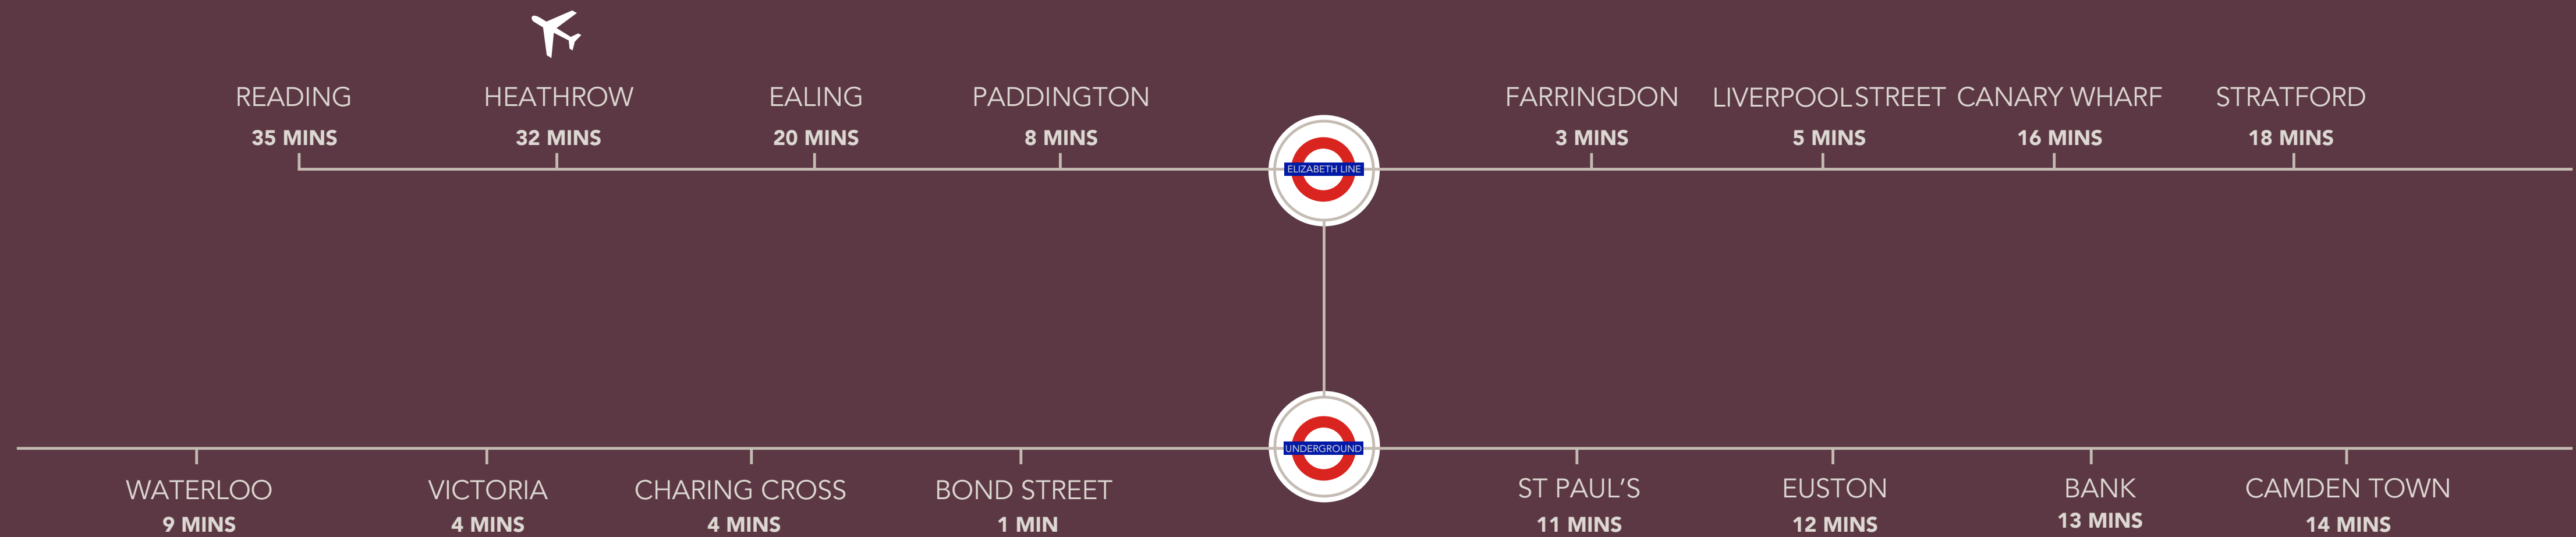 READING HEATHROW EALING PADDINGTON FARRINGDON LIVERPOOL STREET CANARY WHARF STRATFORD
35 MINS 32 MINS 20 MINS 8 MINS 3 MINS 5 MINS 16 MINS 18 MINS
ELIZABETH LINE
UNDERGROUND
WATERLOO VICTORIA CHARING CROSS BOND STREET ST PAUL'S EUSTON BANK CAMDEN TOWN
9 MINS 4 MINS 4 MINS 1 MIN 11 MINS 12 MINS 13 MINS 14 MINS